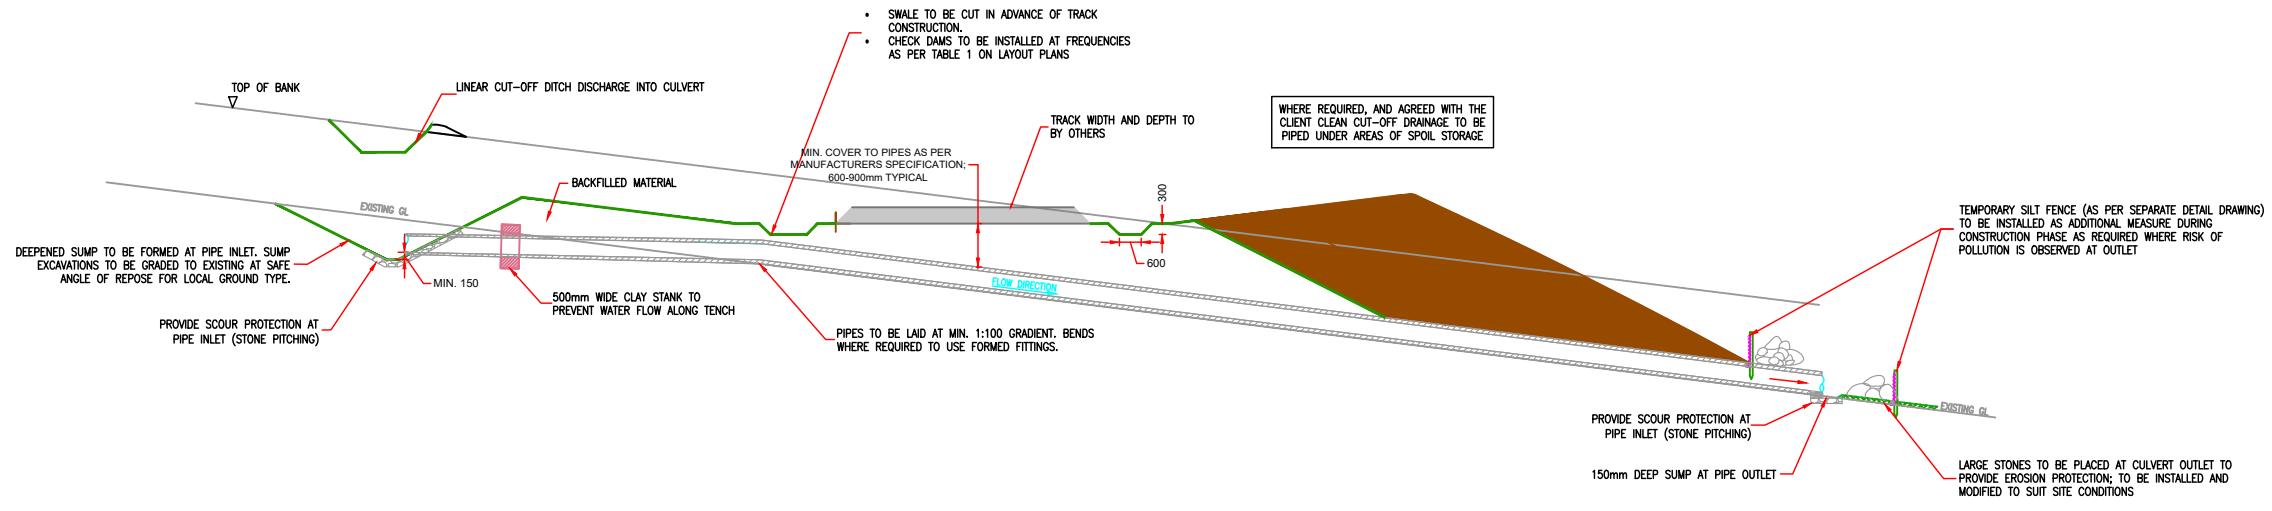 • SWALE TO BE CUT IN ADVANCE OF TRACK
CONSTRUCTION.
• CHECK DAMS TO BE INSTALLED AT FREQUENCIES
AS PER TABLE 1 ON LAYOUT PLANS
TOP OF BANK
LINEAR CUT-OFF DITCH DISCHARGE INTO CULVERT
WHERE REQUIRED, AND AGREED WITH THE
CLIENT CLEAN CUT-OFF DRAINAGE TO BE
PIPED UNDER AREAS OF SPOIL STORAGE
TRACK WIDTH AND DEPTH TO
BY OTHERS
MIN. COVER TO PIPES AS PER
MANUFACTURERS SPECIFICATION;
600-900mm TYPICAL
BACKFILLED MATERIAL
300
600
EXISTING GL
TEMPORARY SILT FENCE (AS PER SEPARATE DETAIL DRAWING)
TO BE INSTALLED AS ADDITIONAL MEASURE DURING
CONSTRUCTION PHASE AS REQUIRED WHERE RISK OF
POLLUTION IS OBSERVED AT OUTLET
DEEPENED SUMP TO BE FORMED AT PIPE INLET. SUMP
EXCAVATIONS TO BE GRADED TO EXISTING AT SAFE
ANGLE OF REPOSE FOR LOCAL GROUND TYPE.
MIN. 150
FLOW DIRECTION
500mm WIDE CLAY STANK TO
PREVENT WATER FLOW ALONG TENCH
PROVIDE SCOUR PROTECTION AT
PIPE INLET (STONE PITCHING)
PIPES TO BE LAID AT MIN. 1:100 GRADIENT. BENDS
WHERE REQUIRED TO USE FORMED FITTINGS.
EXISTING GL
PROVIDE SCOUR PROTECTION AT
PIPE INLET (STONE PITCHING)
150mm DEEP SUMP AT PIPE OUTLET
LARGE STONES TO BE PLACED AT CULVERT OUTLET TO
PROVIDE EROSION PROTECTION; TO BE INSTALLED AND
MODIFIED TO SUIT SITE CONDITIONS